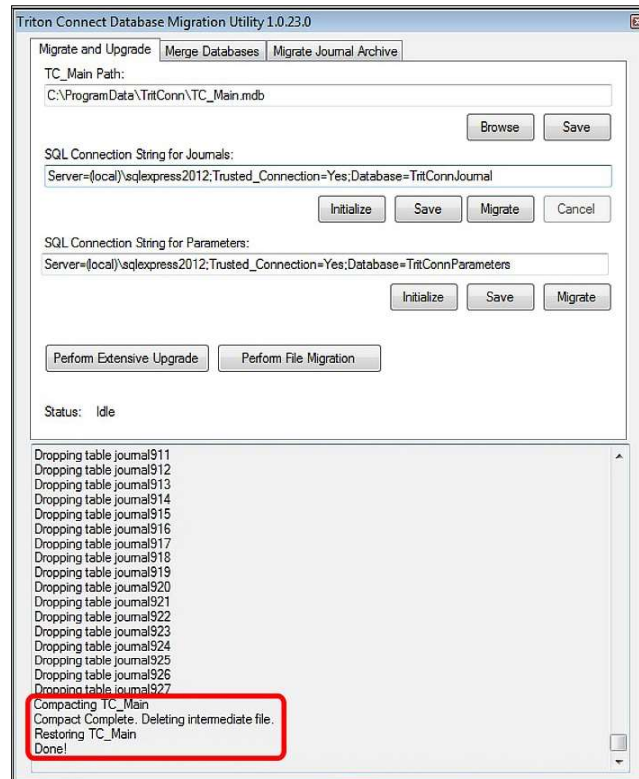 Triton Connect Database Migration Utility 1.0.23.0
Migrate and Upgrade Merge Databases Migrate Journal Archive
TC_Main Path:
C:\ProgramData\TritConn\TC_Main.mdb
Browse Save
SQL Connection String for Journals:
Server=(local)\sqlexpress2012;Trusted_Connection=Yes;Database=TritConnJournal
Initialize Save Migrate Cancel
SQL Connection String for Parameters:
Server=(local)\sqlexpress2012;Trusted_Connection=Yes;Database=TritConnParameters
Initialize Save Migrate
Perform Extensive Upgrade Perform File Migration
Status: Idle
Dropping table journal911
Dropping table journal912
Dropping table journal913
Dropping table journal914
Dropping table journal915
Dropping table journal916
Dropping table journal917
Dropping table journal918
Dropping table journal919
Dropping table journal920
Dropping table journal921
Dropping table journal922
Dropping table journal923
Dropping table journal924
Dropping table journal925
Dropping table journal926
Dropping table journal927
Compacting TC_Main
Compact Complete. Deleting intermediate file.
Restoring TC_Main
Done!